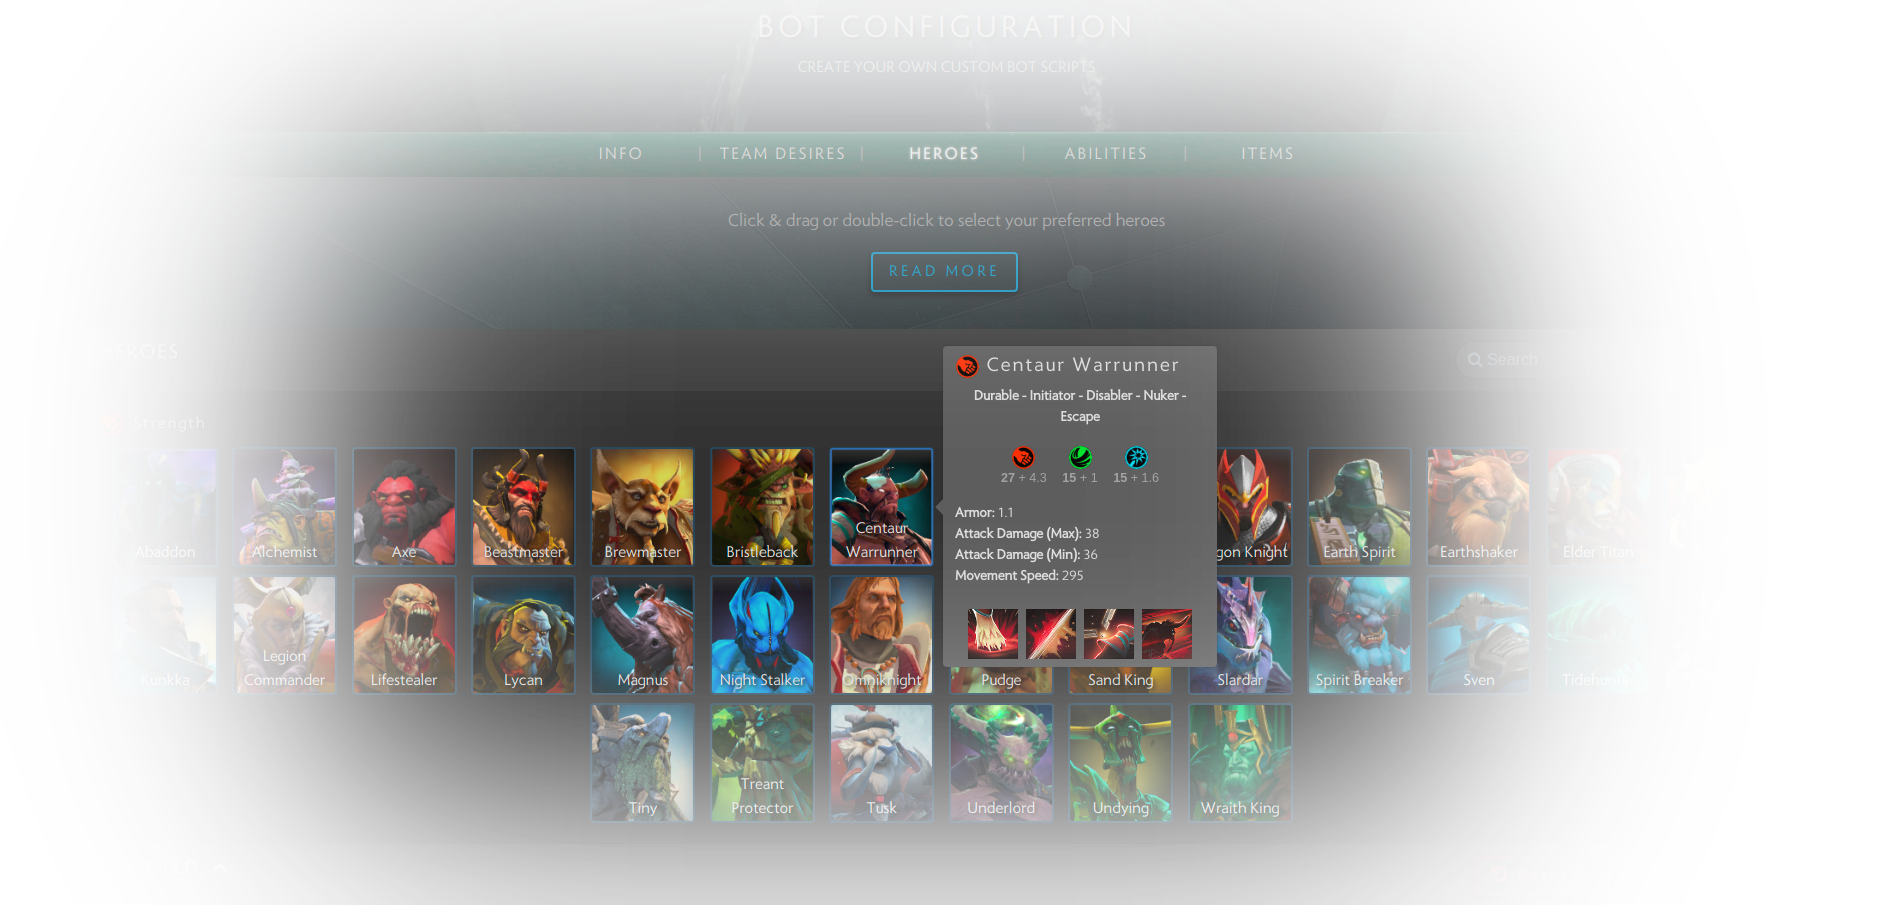 BOT CONFIGURATION
CREATE YOUR OWN CUSTOM BOT SCRIPTS
INFO | TEAM DESIRES | HEROES | ABILITIES | ITEMS
Click & drag or double-click to select your preferred heroes
READ MORE
HEROES
Search
Centaur Warrunner
Durable - Initiator - Disabler - Nuker -
Escape
27 + 4.3 15 + 1 15 + 1.6
Armor: 1.1
Attack Damage (Max): 38
Attack Damage (Min): 36
Movement Speed: 295
Strength
Abaddon
Alchemist
Axe
Beastmaster
Brewmaster
Bristleback
Centaur
Warrunner
gon Knight
Earth Spirit
Earthshaker
Elder Titan
Kunkka
Legion
Commander
Lifestealer
Lycan
Magnus
Night Stalker
Omniknight
Pudge
Sand King
Slardar
Spirit Breaker
Sven
Tidehunter
Tiny
Treant
Protector
Tusk
Underlord
Undying
Wraith King